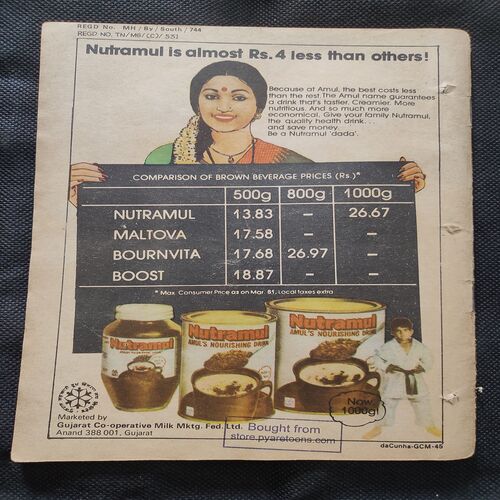 REGD No. MH / By / South / 744
REGD NO. TN/MS/(C)/ 531
Nutramul is almost Rs. 4 less than others!
Because at Amul, the best costs less
than the rest. The Amul name guarantees
a drink that's tastier. Creamier. More
nutritious. And so much more
economical. Give your family Nutramul,
the quality health drink...
and save money.
Be a Nutramul 'dada'.
COMPARISON OF BROWN BEVERAGE PRICES (Rs)*
500g 800g 1000g
NUTRAMUL 13.83 – 26.67
MALTOVA 17.58 – –
BOURNVITA 17.68 26.97 –
BOOST 18.87 – –
* Max. Consumer Price as on Mar. 81, Local taxes extra
Nutramul
Nutramul
AMUL'S NOURISHING DRINK
Nutramul
AMUL'S NOURISHING DRINK
Now
1000g!
Marketed by
Gujarat Co-operative Milk Mktg. Fed. Ltd.
Anand 388 001, Gujarat
Bought from
store.pyaretoons.com
daCunha-GCM-45